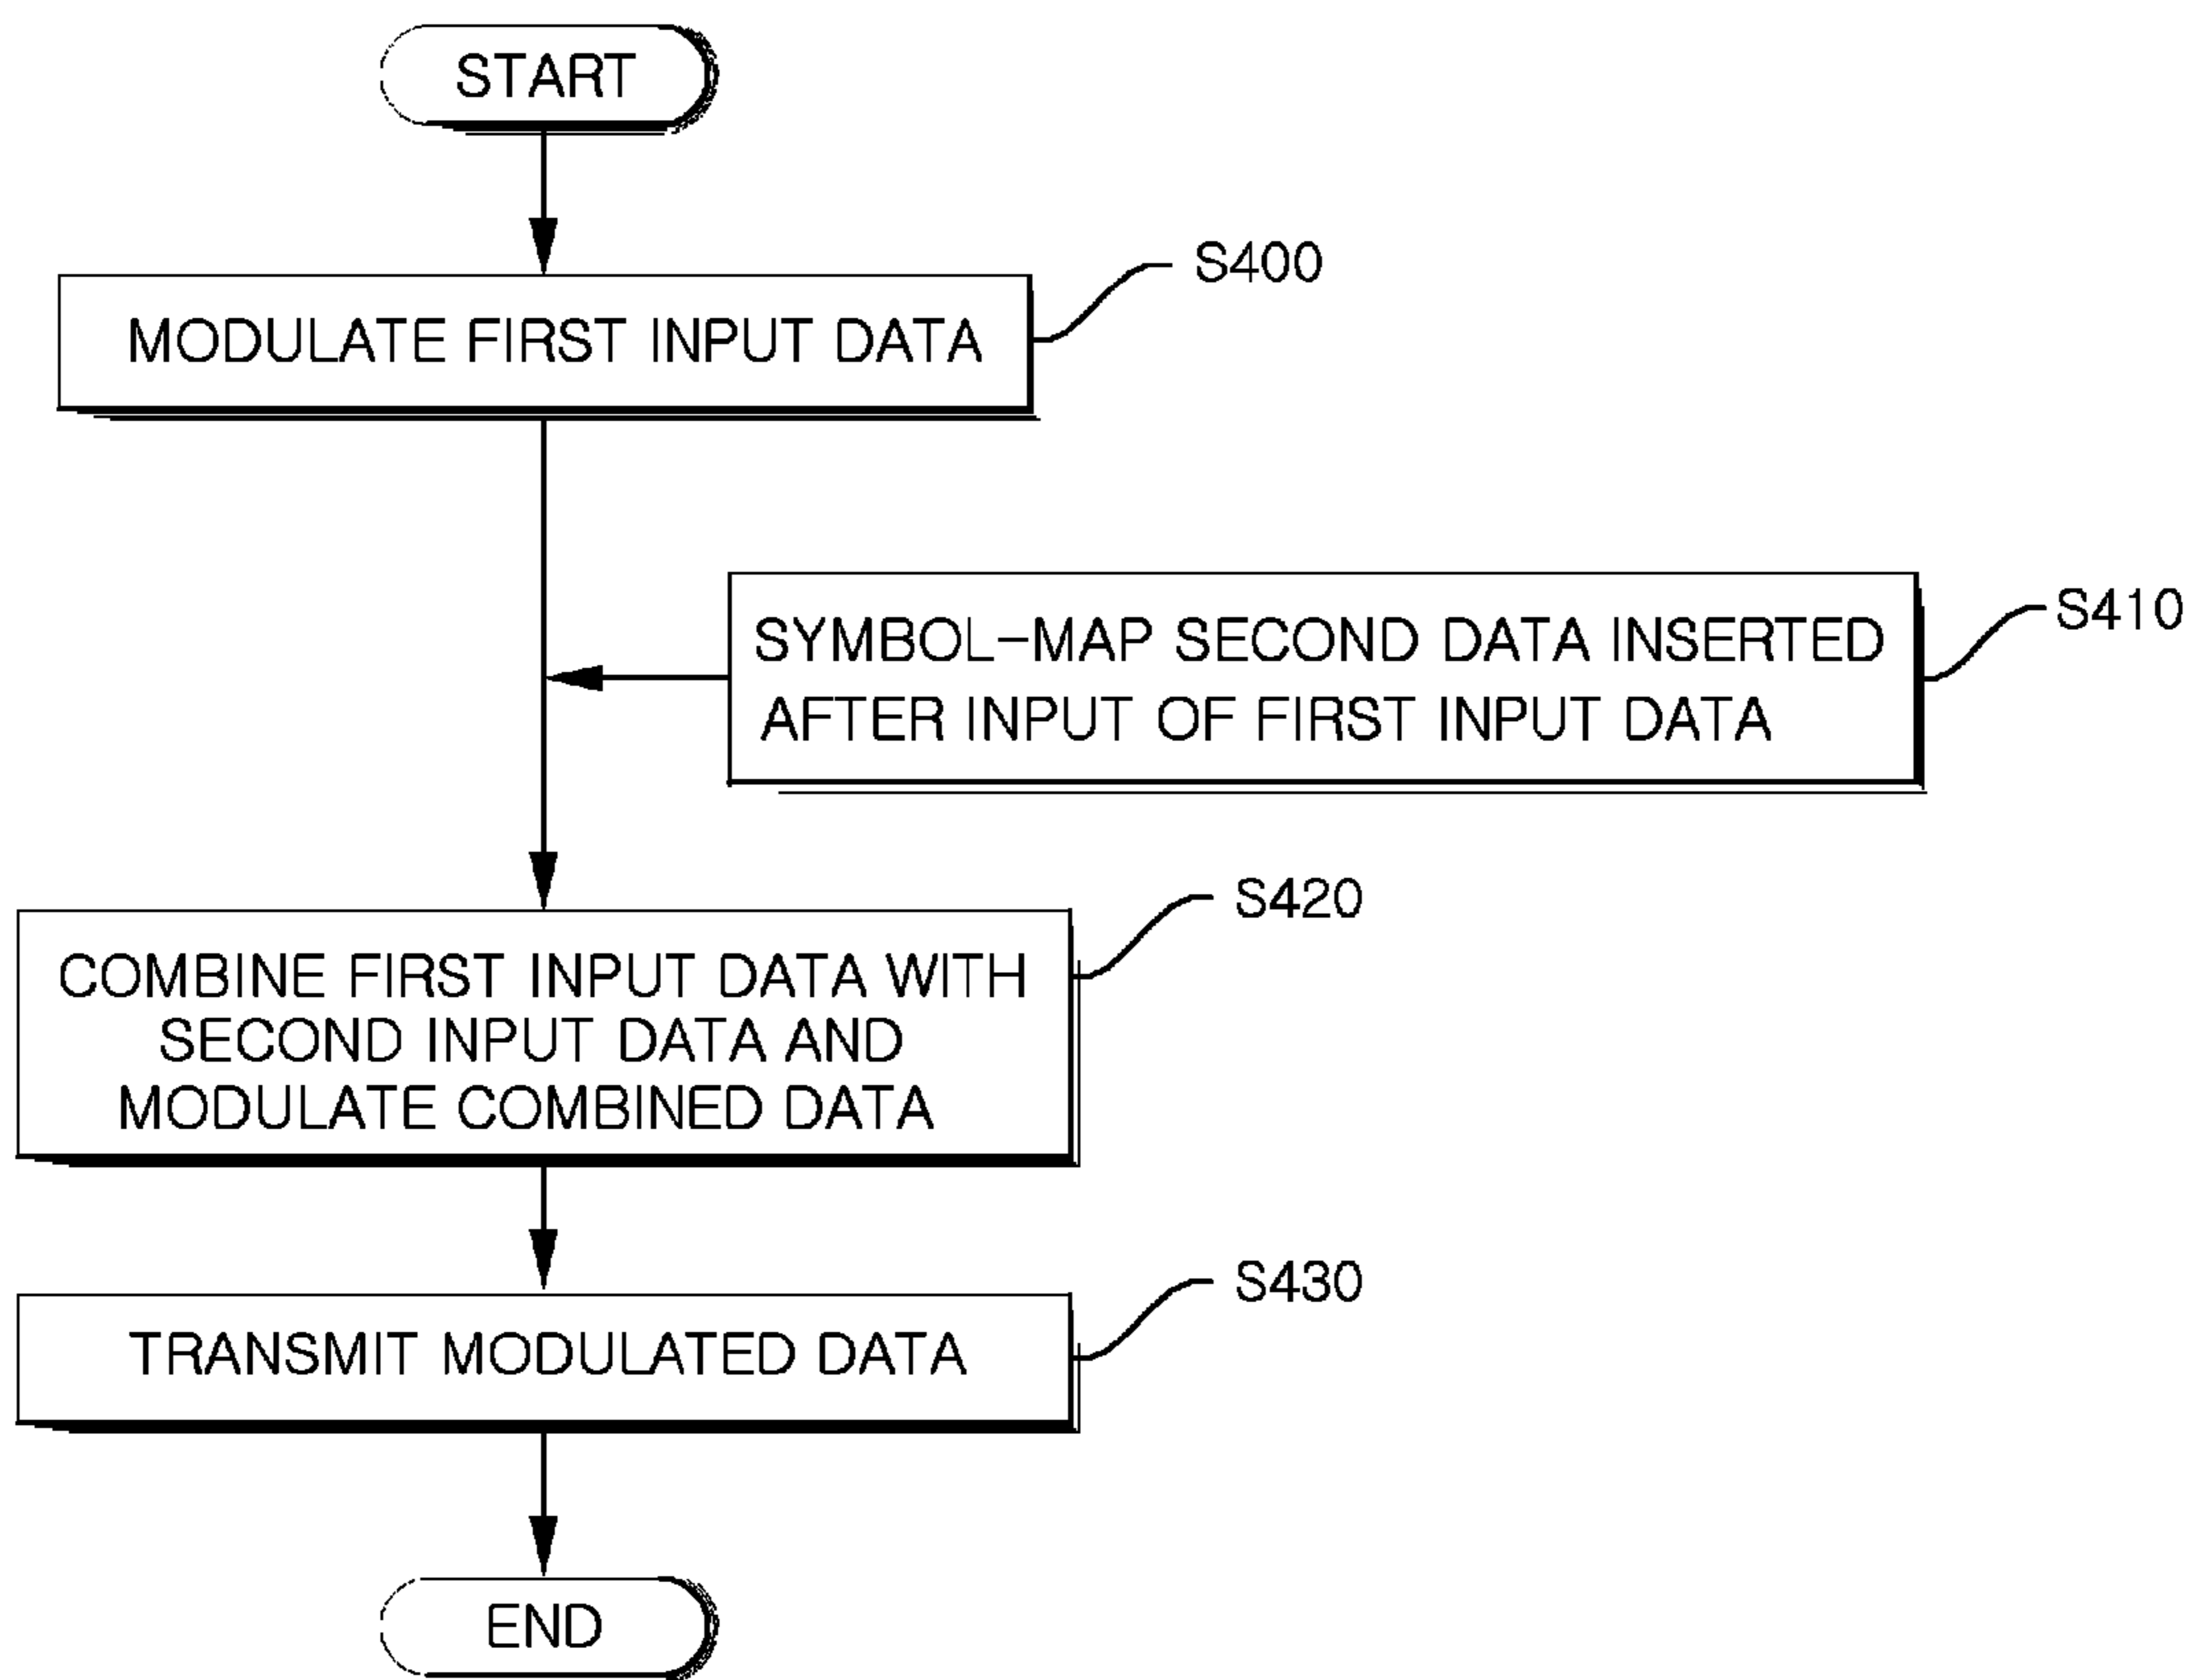 START
S400
MODULATE FIRST INPUT DATA
S410
SYMBOL-MAP SECOND DATA INSERTED
AFTER INPUT OF FIRST INPUT DATA
S420
COMBINE FIRST INPUT DATA WITH
SECOND INPUT DATA AND
MODULATE COMBINED DATA
S430
TRANSMIT MODULATED DATA
END